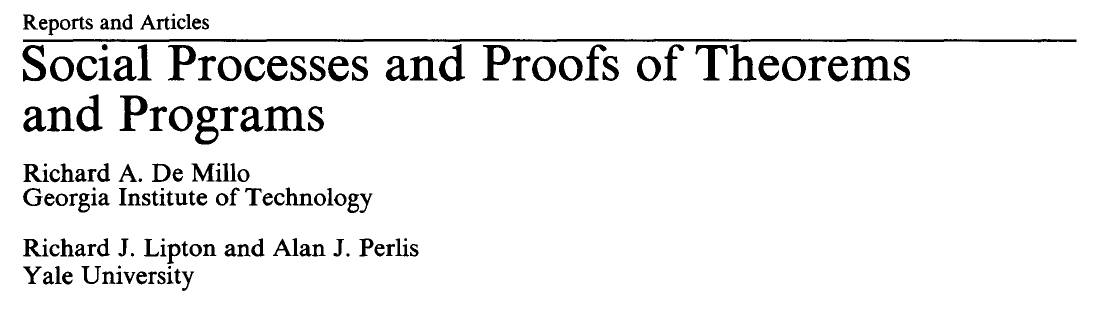 Reports and Articles
Social Processes and Proofs of Theorems
and Programs
Richard A. De Millo
Georgia Institute of Technology
Richard J. Lipton and Alan J. Perlis
Yale University